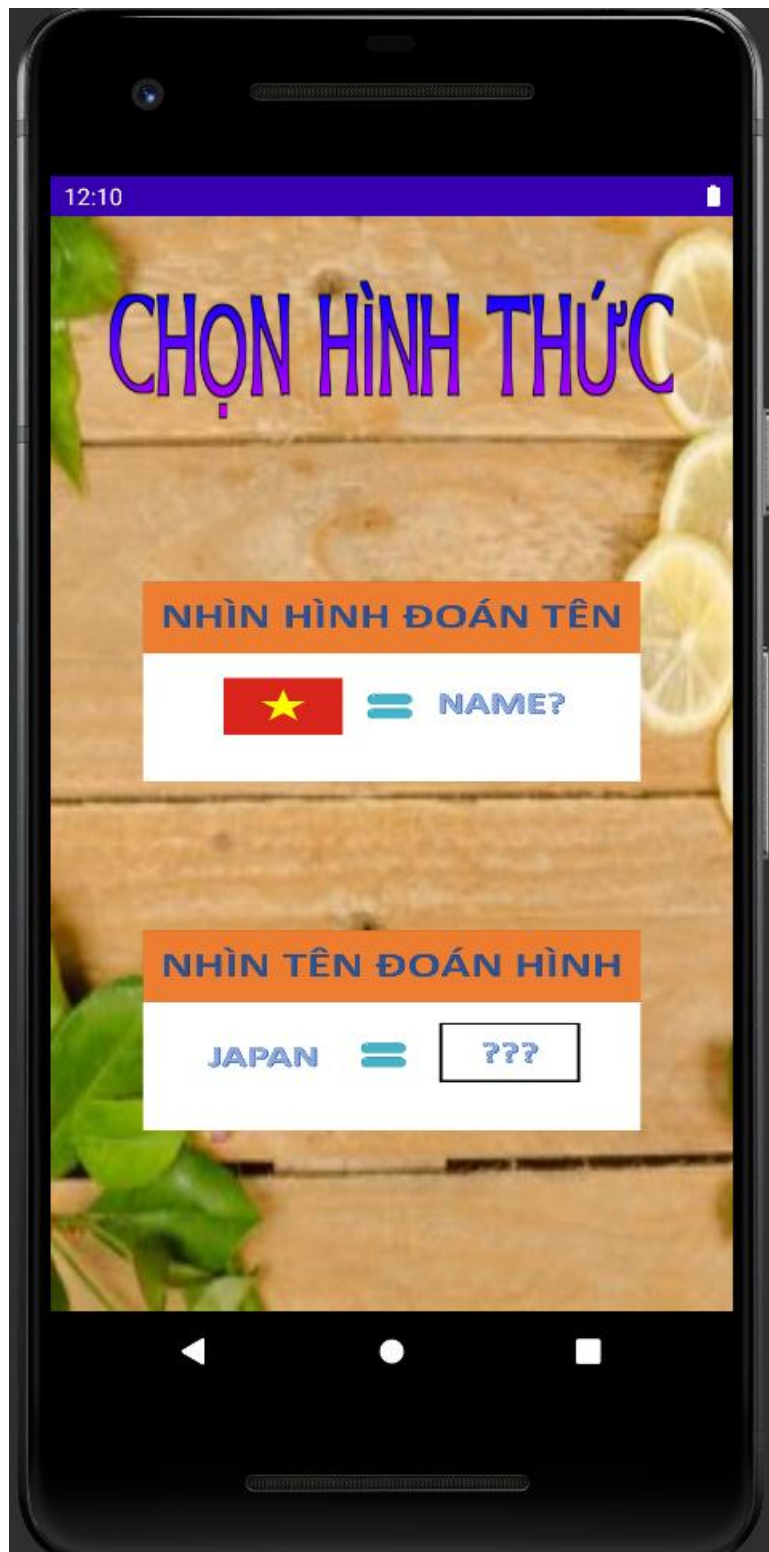 12:10
CHỌN HÌNH THỨC
NHÌN HÌNH ĐOÁN TÊN
= NAME?
NHÌN TÊN ĐOÁN HÌNH
JAPAN = ???